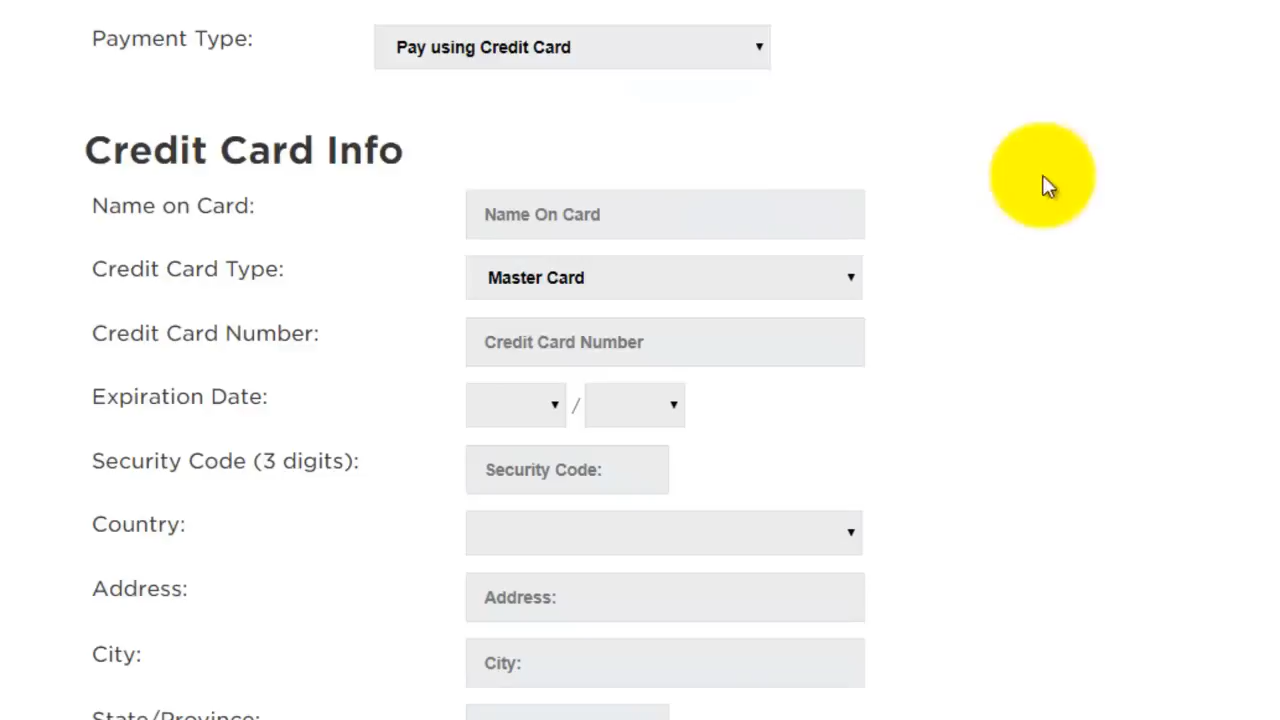 Payment Type: Pay using Credit Card
Credit Card Info
Name on Card: Name On Card
Credit Card Type: Master Card
Credit Card Number: Credit Card Number
Expiration Date: /
Security Code (3 digits): Security Code:
Country:
Address: Address:
City: City:
State/Province: